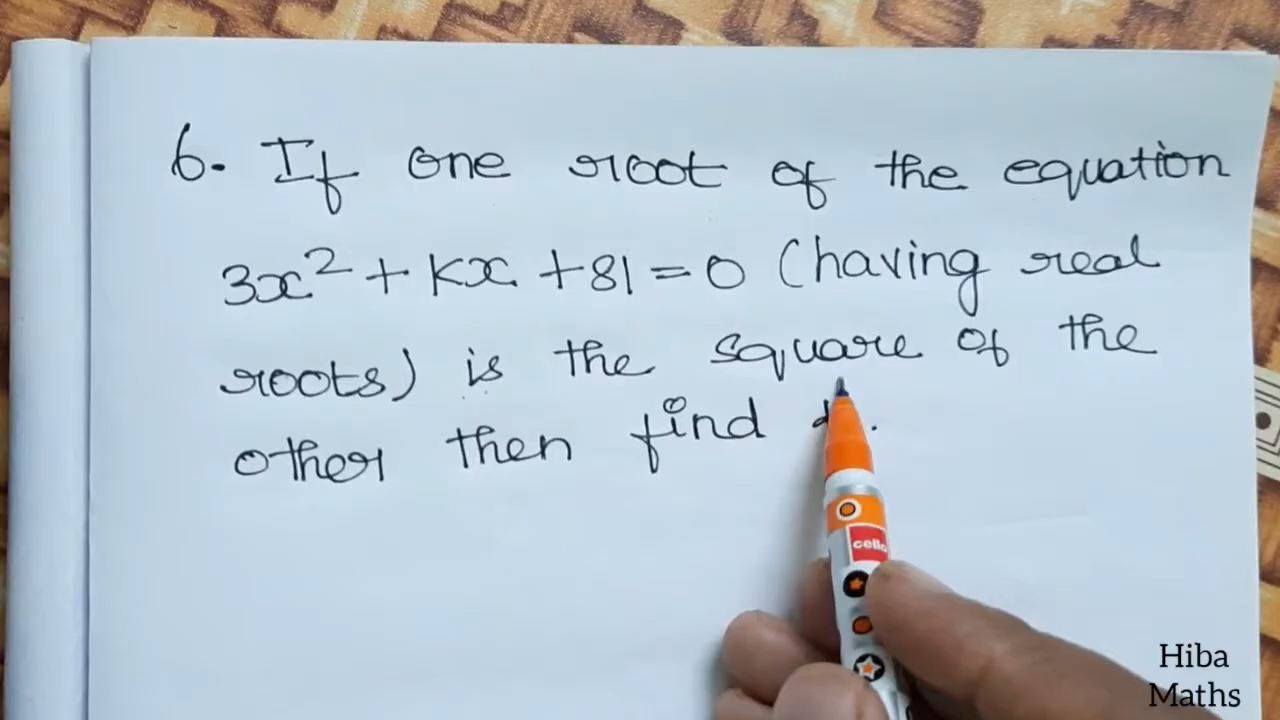 6. If one root of the equation
3x² + kx + 81 = 0 (having real
roots) is the square of the
other then find .
cello
Hiba
Maths